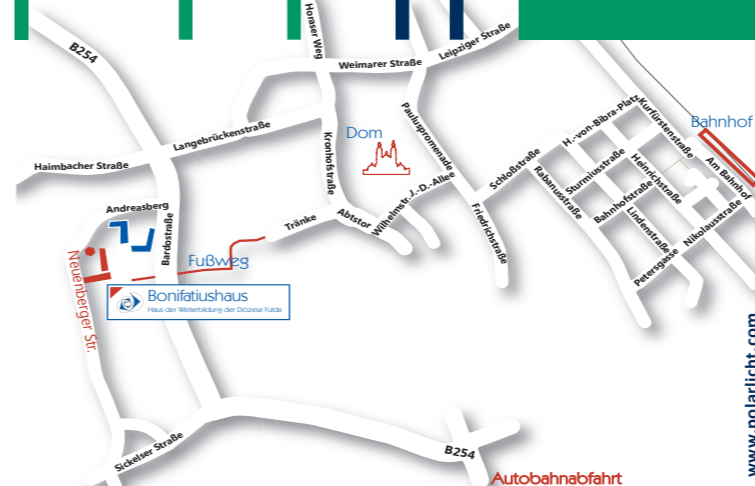 B254
Horaser Weg
Leipziger Straße
Weimarer Straße
Langebrückenstraße
Haimbacher Straße
Kronhofstraße
Dom
Pauluspromenade
H.-von-Bibra-Platz
Kurfürstenstraße
Bahnhof
Am Bahnhof
Schloßstraße
Sturmiusstraße
Heinrichstraße
Rabanusstraße
Bahnhofstraße
Lindenstraße
Nikolausstraße
Petersgasse
Friedrichstraße
J.-D.-Allee
Wilhelmstr.
Abtstor
Tränke
Andreasberg
Bardostraße
Fußweg
Neuenberger Str.
Bonifatiushaus
Haus der Weiterbildung der Diözese Fulda
Sickelser Straße
B254
Autobahnabfahrt
www.polarlicht.com